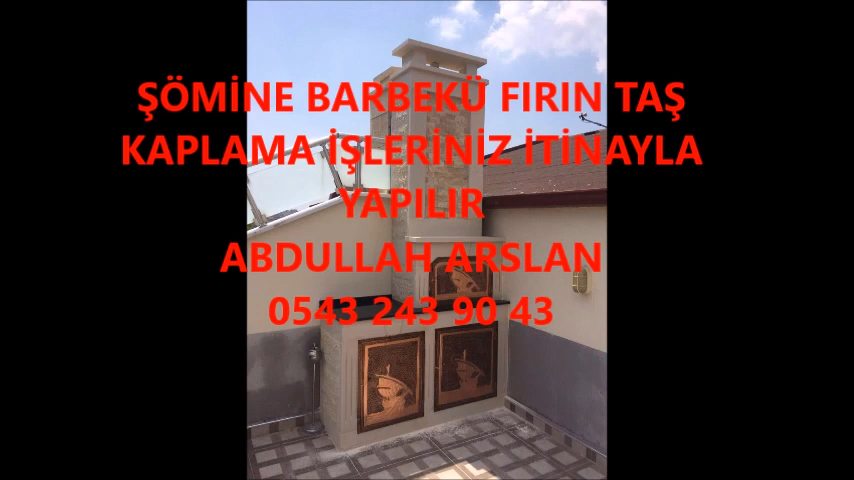 ŞÖMİNE BARBEKÜ FIRIN TAŞ
KAPLAMA İŞLERİNİZ İTİNAYLA
YAPILIR
ABDULLAH ARSLAN
0543 243 90 43